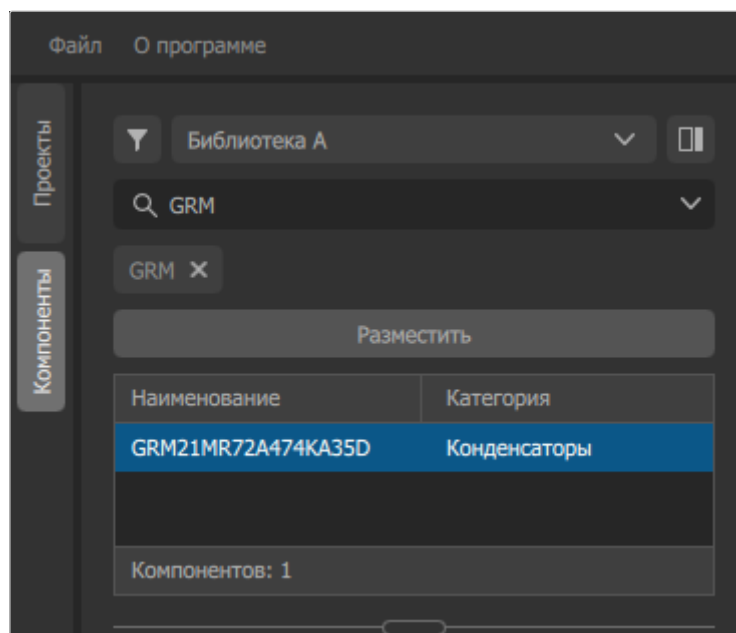 Файл О программе
Проекты
Компоненты
Библиотека А
GRM
GRM
Разместить
Наименование Категория
GRM21MR72A474KA35D Конденсаторы
Компонентов: 1